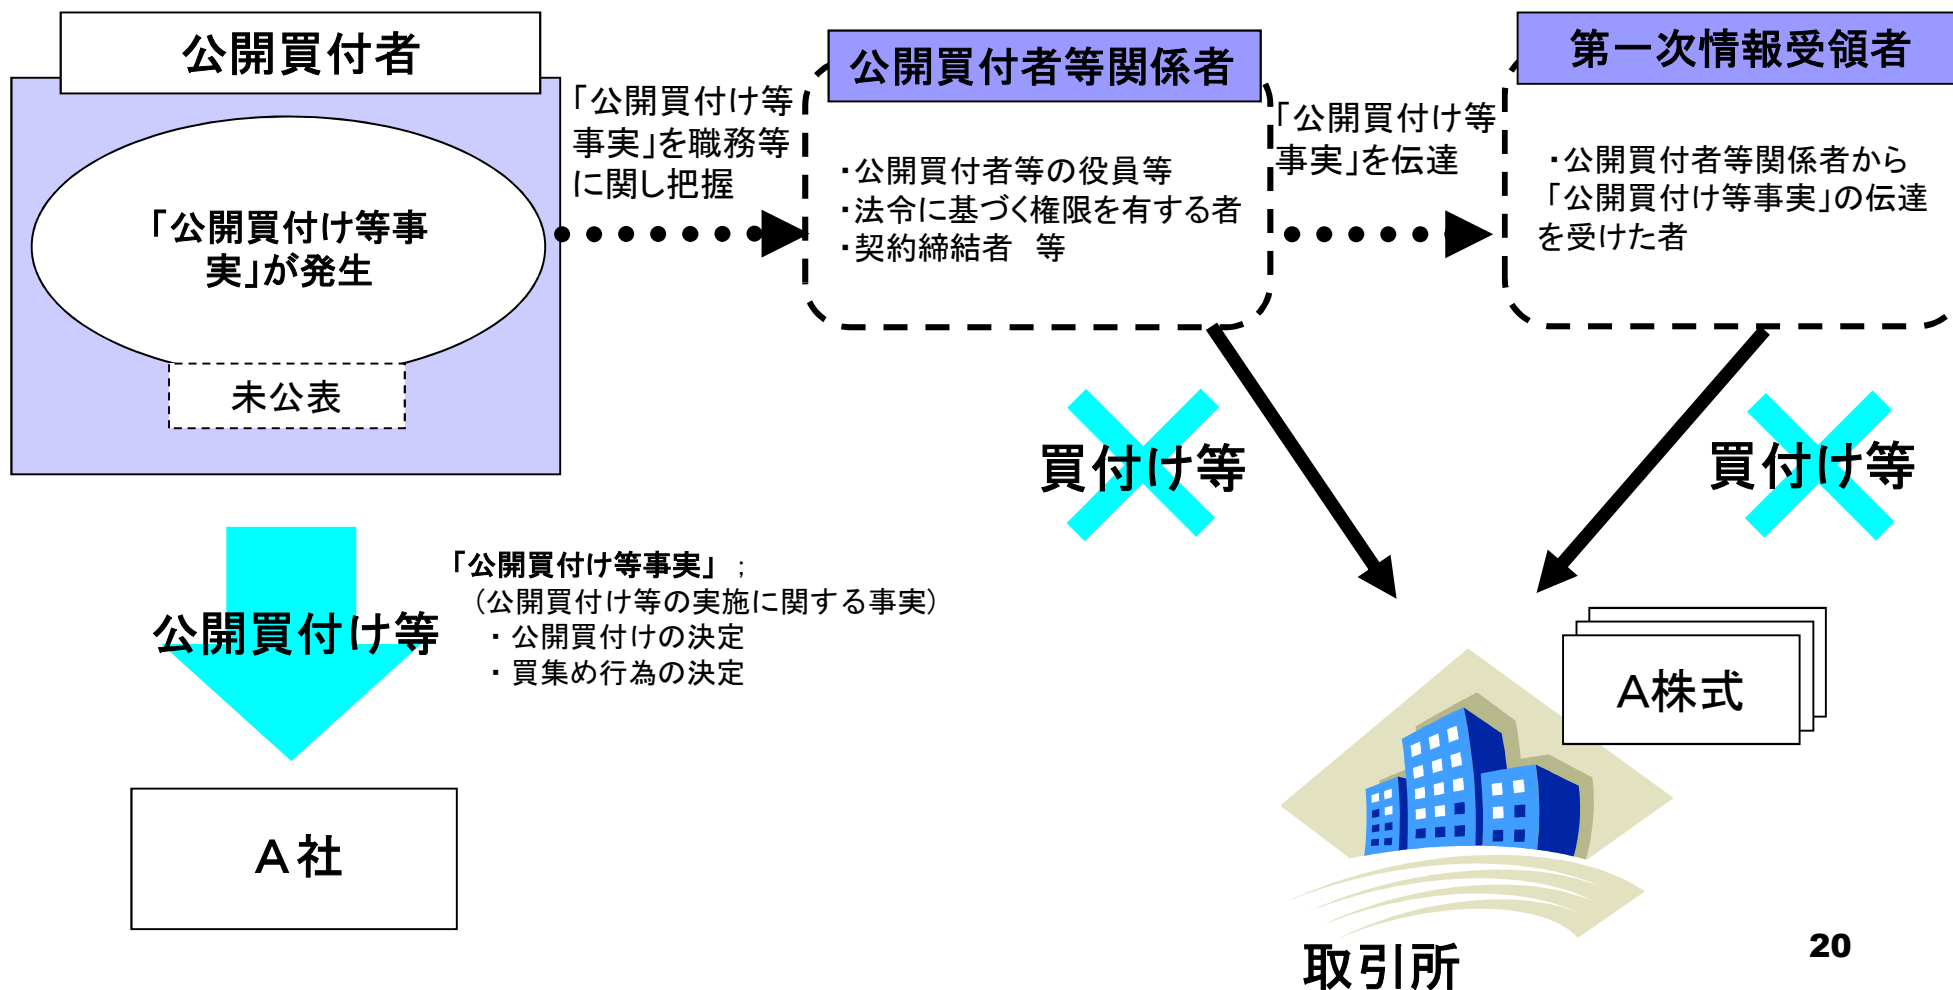 公開買付者
「公開買付け等事
実」が発生
未公表
「公開買付け等
事実」を職務等
に関し把握
公開買付者等関係者
・公開買付者等の役員等
・法令に基づく権限を有する者
・契約締結者　等
「公開買付け等
事実」を伝達
第一次情報受領者
・公開買付者等関係者から
「公開買付け等事実」の伝達
を受けた者
買付け等
買付け等
公開買付け等
「公開買付け等事実」；
（公開買付け等の実施に関する事実）
・公開買付けの決定
・買集め行為の決定
Ａ社
Ａ株式
取引所
20